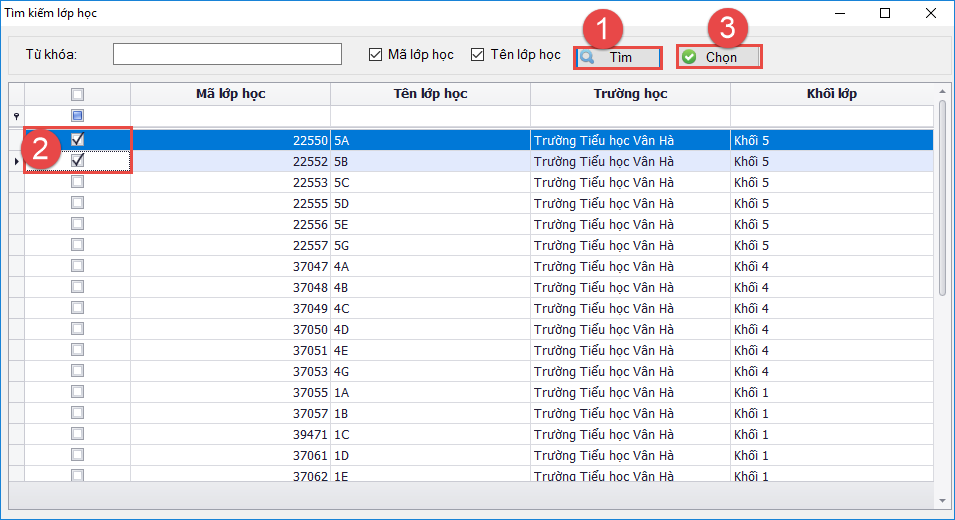 Tìm kiếm lớp học
1 3
Từ khóa: Mã lớp học Tên lớp học Tìm Chọn
Mã lớp học Tên lớp học Trường học Khối lớp
2
22550 5A Trường Tiểu học Vân Hà Khối 5
22552 5B Trường Tiểu học Vân Hà Khối 5
22553 5C Trường Tiểu học Vân Hà Khối 5
22555 5D Trường Tiểu học Vân Hà Khối 5
22556 5E Trường Tiểu học Vân Hà Khối 5
22557 5G Trường Tiểu học Vân Hà Khối 5
37047 4A Trường Tiểu học Vân Hà Khối 4
37048 4B Trường Tiểu học Vân Hà Khối 4
37049 4C Trường Tiểu học Vân Hà Khối 4
37050 4D Trường Tiểu học Vân Hà Khối 4
37051 4E Trường Tiểu học Vân Hà Khối 4
37053 4G Trường Tiểu học Vân Hà Khối 4
37055 1A Trường Tiểu học Vân Hà Khối 1
37057 1B Trường Tiểu học Vân Hà Khối 1
39471 1C Trường Tiểu học Vân Hà Khối 1
37061 1D Trường Tiểu học Vân Hà Khối 1
37062 1E Trường Tiểu học Vân Hà Khối 1